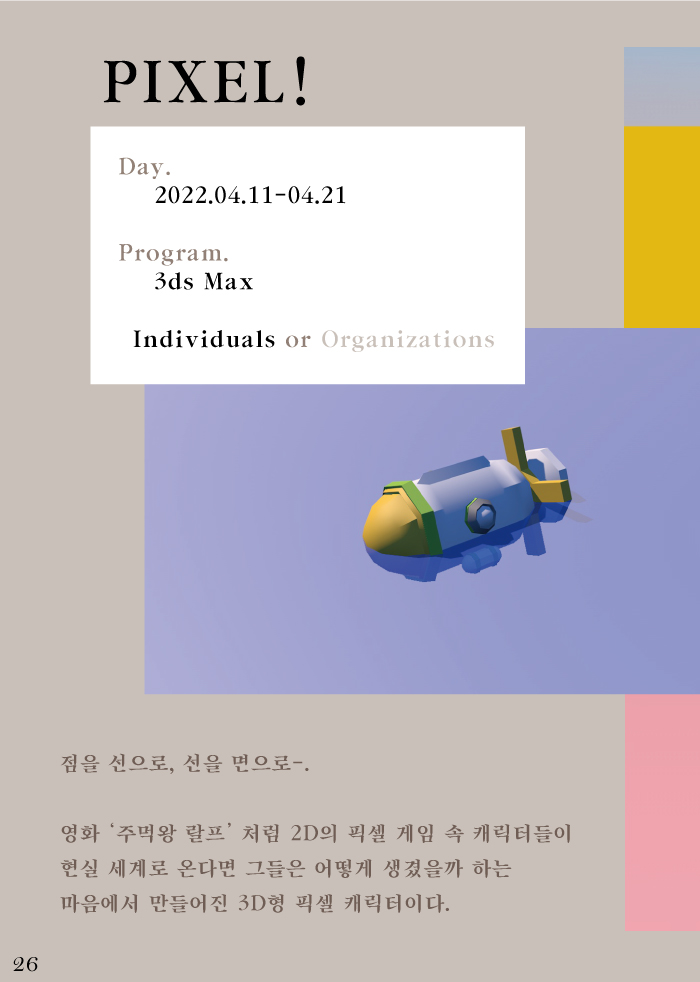 PIXEL!
Day.
2022.04.11-04.21
Program.
3ds Max
Individuals or Organizations
점을 선으로, 선을 면으로-.
영화 ‘주먹왕 랄프’ 처럼 2D의 픽셀 게임 속 캐릭터들이
현실 세계로 온다면 그들은 어떻게 생겼을까 하는
마음에서 만들어진 3D형 픽셀 캐릭터이다.
26